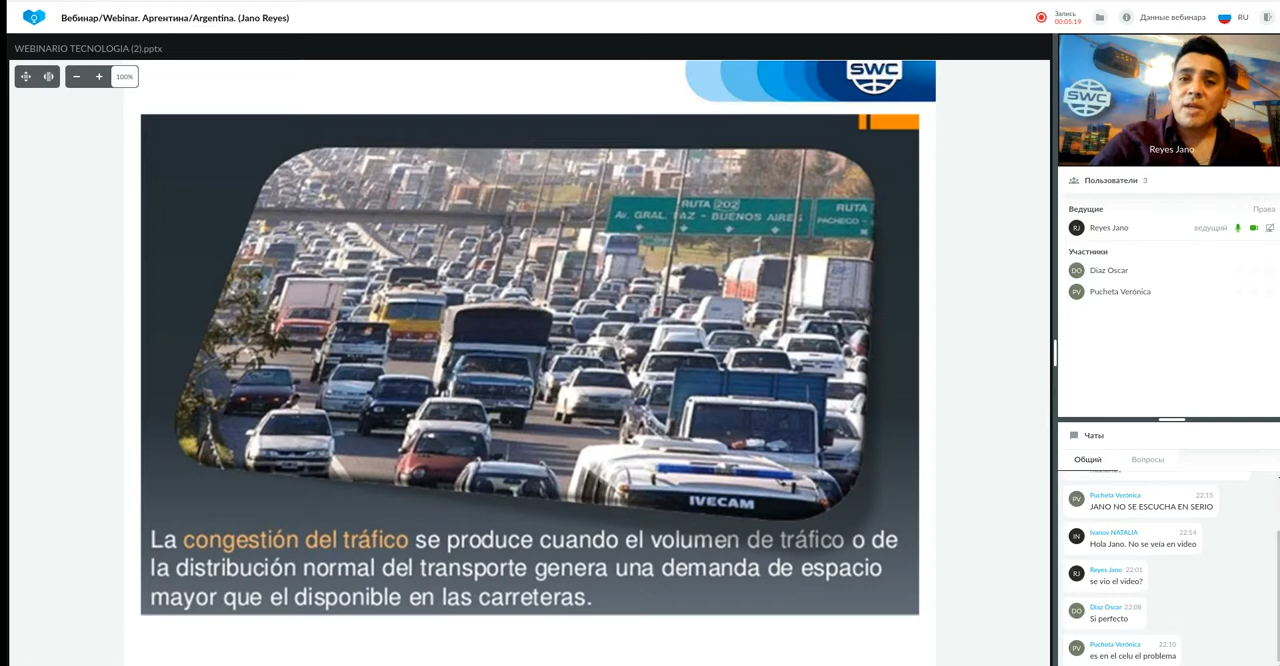 Вебинар/Webinar. Аргентина/Argentina. (Jano Reyes)
Запись
00:05:19
Данные вебинара
RU
WEBINARIO TECNOLOGIA (2).pptx
100%
SWC
RUTA 202
AV. GRAL. PAZ - BUENOS AIRES
RUTA
PACHECO -
IVECAM
La congestión del tráfico se produce cuando el volumen de tráfico o de
la distribución normal del transporte genera una demanda de espacio
mayor que el disponible en las carreteras.
SWC
Reyes Jano
Пользователи 3
Ведущие Права
RJ Reyes Jano ведущий
Участники
DO Diaz Oscar
PV Pucheta Verónica
Чаты
Общий Вопросы
PV Pucheta Verónica 22:15
JANO NO SE ESCUCHA EN SERIO
IN Ivanov NATALIA 22:14
Hola Jano. No se veía en video
RJ Reyes Jano 22:01
se vio el video?
DO Diaz Oscar 22:08
Si perfecto
PV Pucheta Verónica 22:10
es en el celu el problema